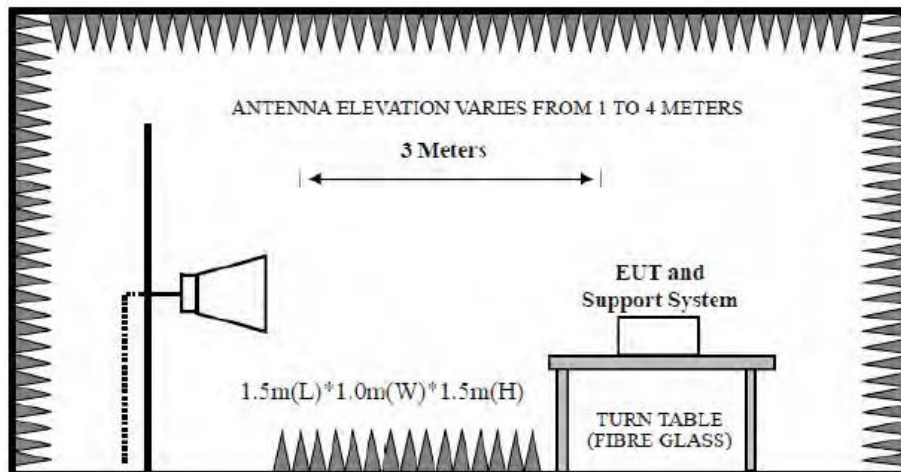 ANTENNA ELEVATION VARIES FROM 1 TO 4 METERS
3 Meters
EUT and
Support System
1.5m(L)*1.0m(W)*1.5m(H)
TURN TABLE
(FIBRE GLASS)